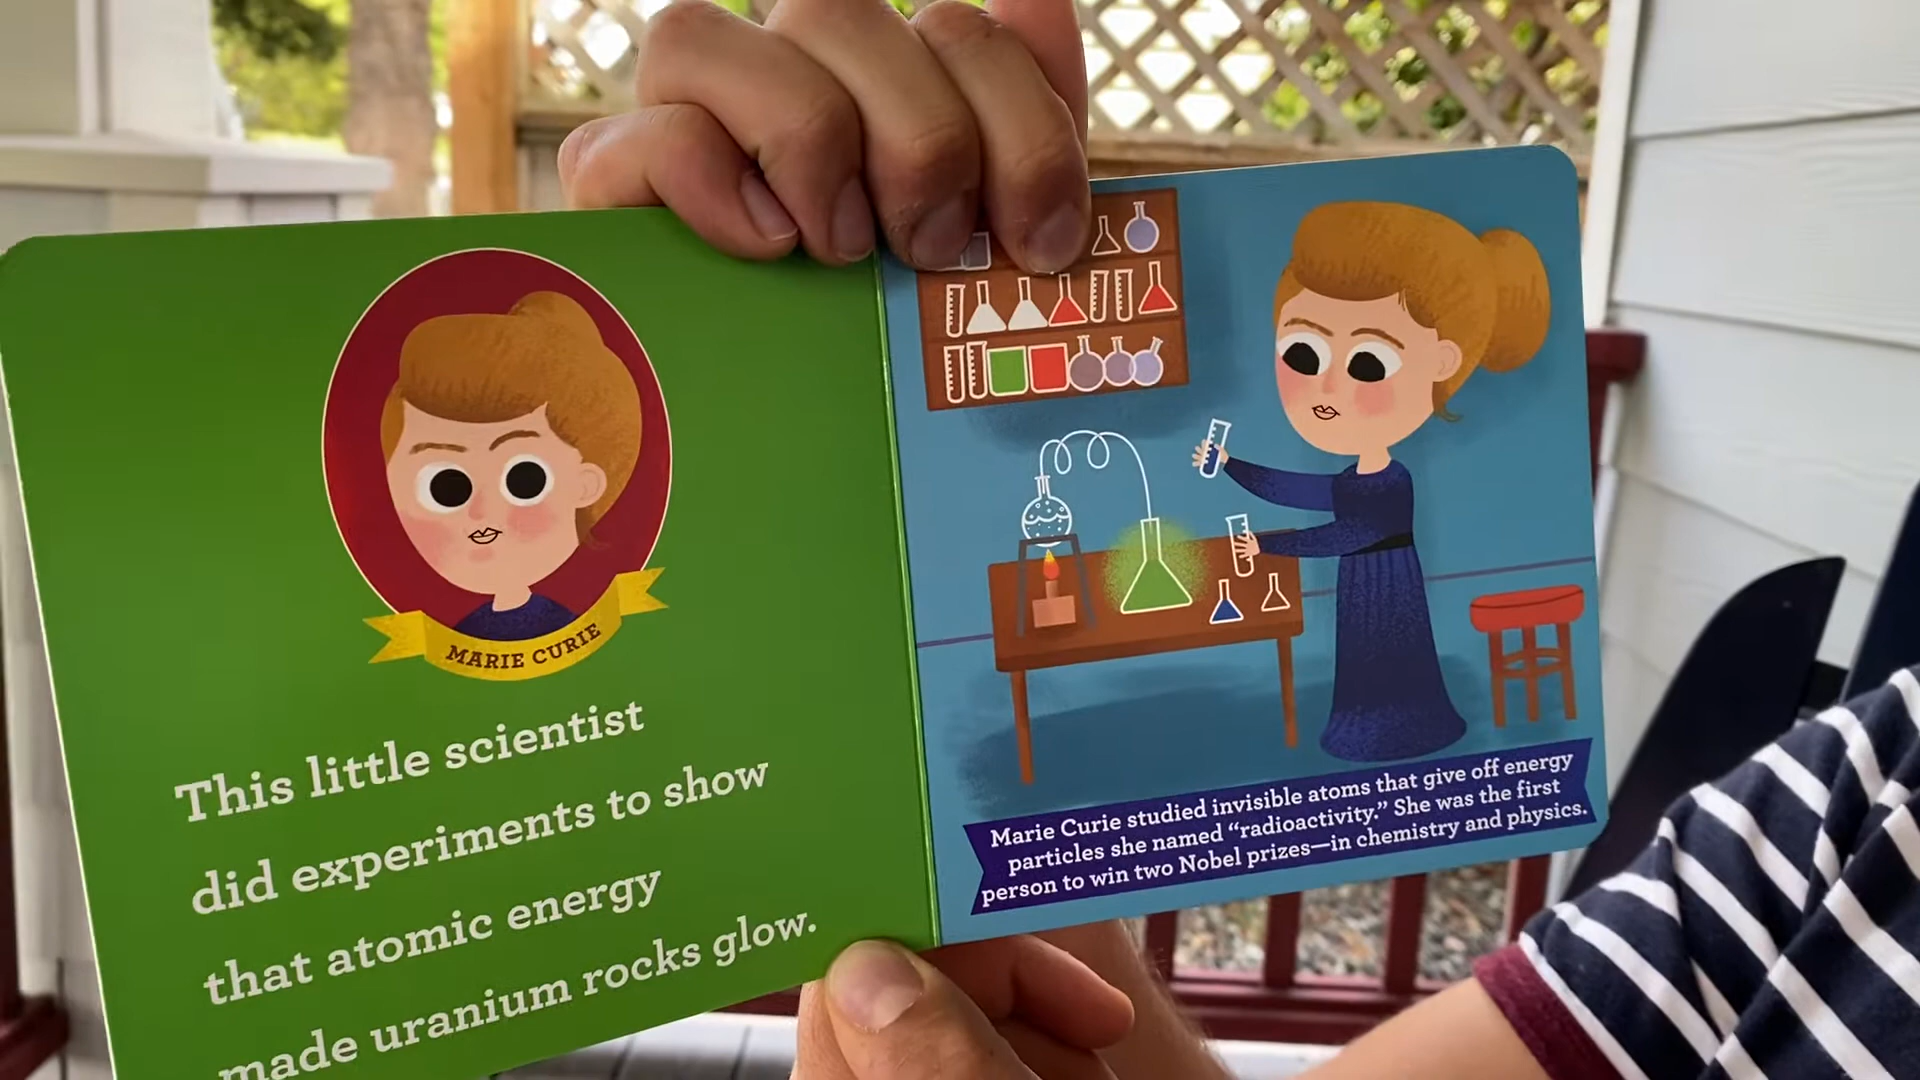 MARIE CURIE
This little scientist
did experiments to show
that atomic energy
made uranium rocks glow.
Marie Curie studied invisible atoms that give off energy
particles she named “radioactivity.” She was the first
person to win two Nobel prizes—in chemistry and physics.